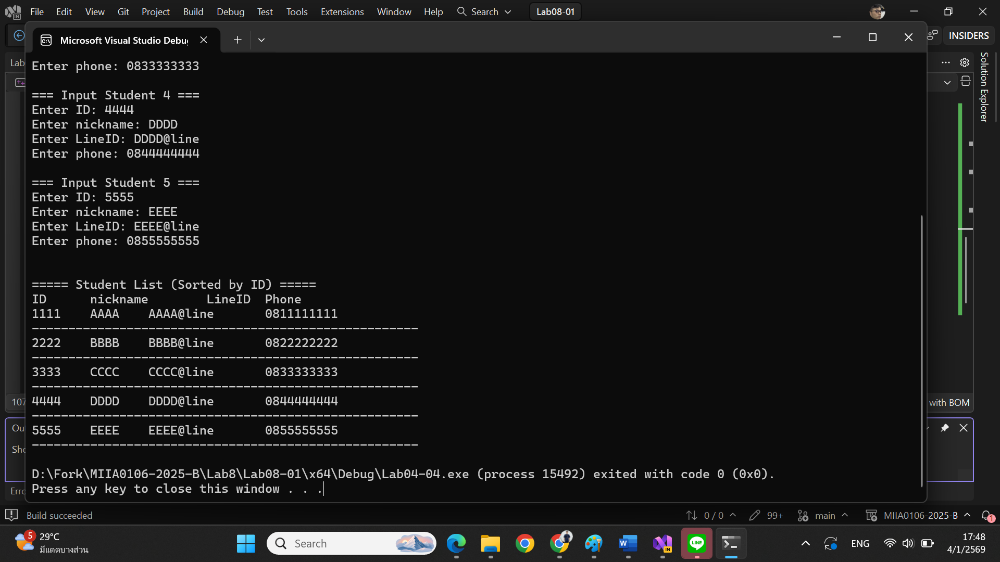 File Edit View Git Project Build Debug Test Tools Extensions Window Help Search Lab08-01
Microsoft Visual Studio Debu
INSIDERS
Lab
Solution Explorer
Enter phone: 0833333333
=== Input Student 4 ===
Enter ID: 4444
Enter nickname: DDDD
Enter LineID: DDDD@line
Enter phone: 0844444444
=== Input Student 5 ===
Enter ID: 5555
Enter nickname: EEEE
Enter LineID: EEEE@line
Enter phone: 0855555555
===== Student List (Sorted by ID) =====
ID nickname LineID Phone
1111 AAAA AAAA@line 0811111111
-----------------------------------------------------
2222 BBBB BBBB@line 0822222222
-----------------------------------------------------
3333 CCCC CCCC@line 0833333333
-----------------------------------------------------
107
with BOM
4444 DDDD DDDD@line 0844444444
-----------------------------------------------------
Ou
5555 EEEE EEEE@line 0855555555
-----------------------------------------------------
Sho
D:\Fork\MIIA0106-2025-B\Lab8\Lab08-01\x64\Debug\Lab04-04.exe (process 15492) exited with code 0 (0x0).
Press any key to close this window . . .
Erro
Build succeeded 0 / 0 99+ main MIIA0106-2025-B 1
5 29°C
มีแดดบางส่วน
Search
W
IN
LINE
ENG
17:48
4/1/2569